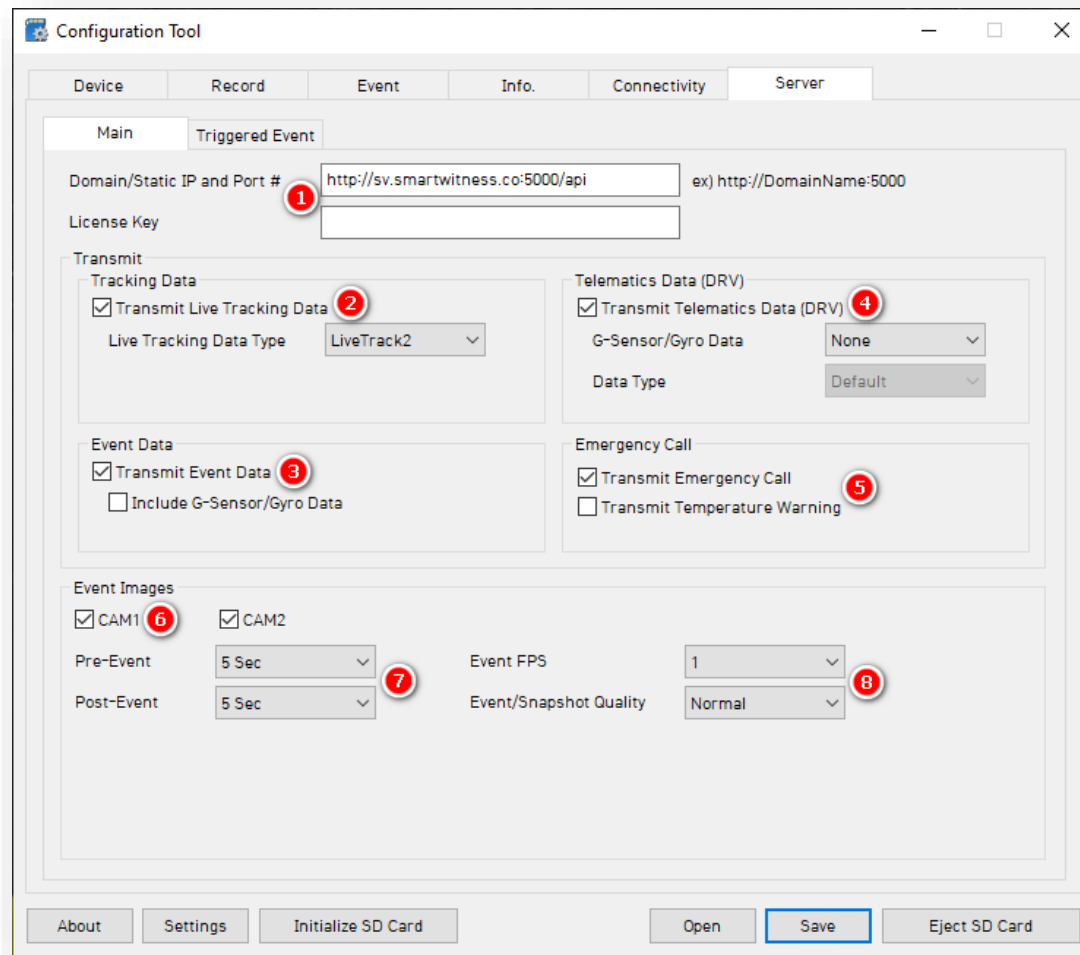 Configuration Tool
Device Record Event Info. Connectivity Server
Main Triggered Event
Domain/Static IP and Port # http://sv.smartwitness.co:5000/api ex) http://DomainName:5000
1
License Key
Transmit
Tracking Data
Transmit Live Tracking Data 2
Live Tracking Data Type LiveTrack2
Telematics Data (DRV)
Transmit Telematics Data (DRV) 4
G-Sensor/Gyro Data None
Data Type Default
Event Data
Transmit Event Data 3
Include G-Sensor/Gyro Data
Emergency Call
Transmit Emergency Call
5
Transmit Temperature Warning
Event Images
CAM1 6 CAM2
Pre-Event 5 Sec Event FPS 1
7 8
Post-Event 5 Sec Event/Snapshot Quality Normal
About Settings Initialize SD Card Open Save Eject SD Card